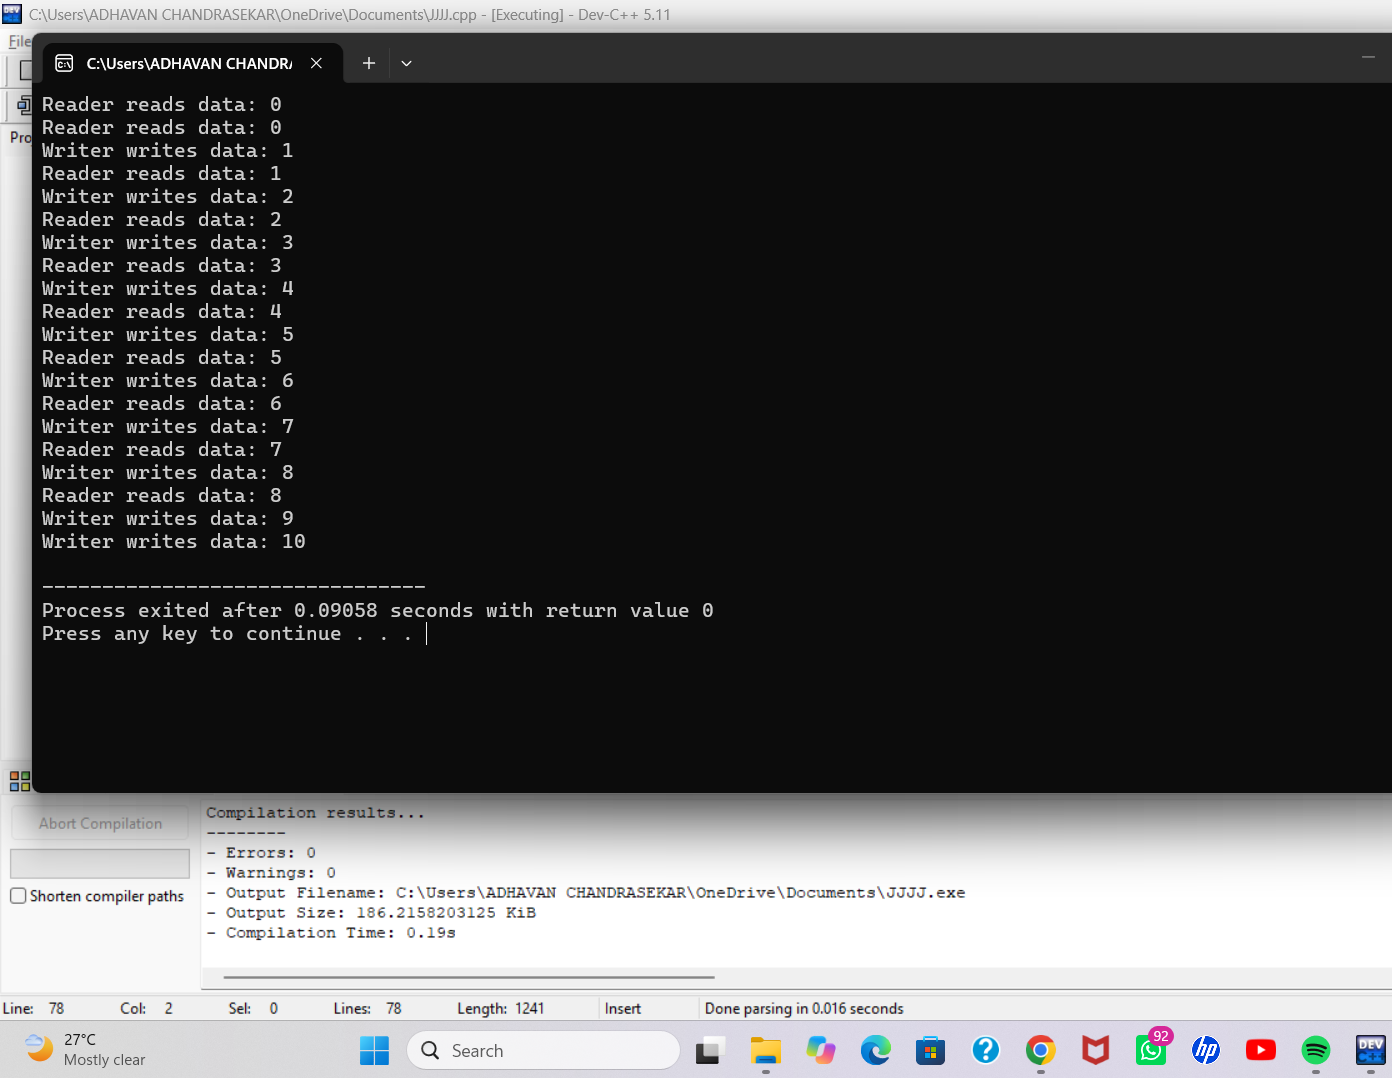 C:\Users\ADHAVAN CHANDRASEKAR\OneDrive\Documents\JJJJ.cpp - [Executing] - Dev-C++ 5.11
File
C:\Users\ADHAVAN CHANDRA
Reader reads data: 0
Reader reads data: 0
Pro
Writer writes data: 1
Reader reads data: 1
Writer writes data: 2
Reader reads data: 2
Writer writes data: 3
Reader reads data: 3
Writer writes data: 4
Reader reads data: 4
Writer writes data: 5
Reader reads data: 5
Writer writes data: 6
Reader reads data: 6
Writer writes data: 7
Reader reads data: 7
Writer writes data: 8
Reader reads data: 8
Writer writes data: 9
Writer writes data: 10
--------------------------------
Process exited after 0.09058 seconds with return value 0
Press any key to continue . . .
Abort Compilation
Shorten compiler paths
Compilation results...
--------
- Errors: 0
- Warnings: 0
- Output Filename: C:\Users\ADHAVAN CHANDRASEKAR\OneDrive\Documents\JJJJ.exe
- Output Size: 186.2158203125 KiB
- Compilation Time: 0.19s
Line: 78 Col: 2 Sel: 0 Lines: 78 Length: 1241 Insert Done parsing in 0.016 seconds
27°C
Mostly clear
Search
92
hp
DEV
C++